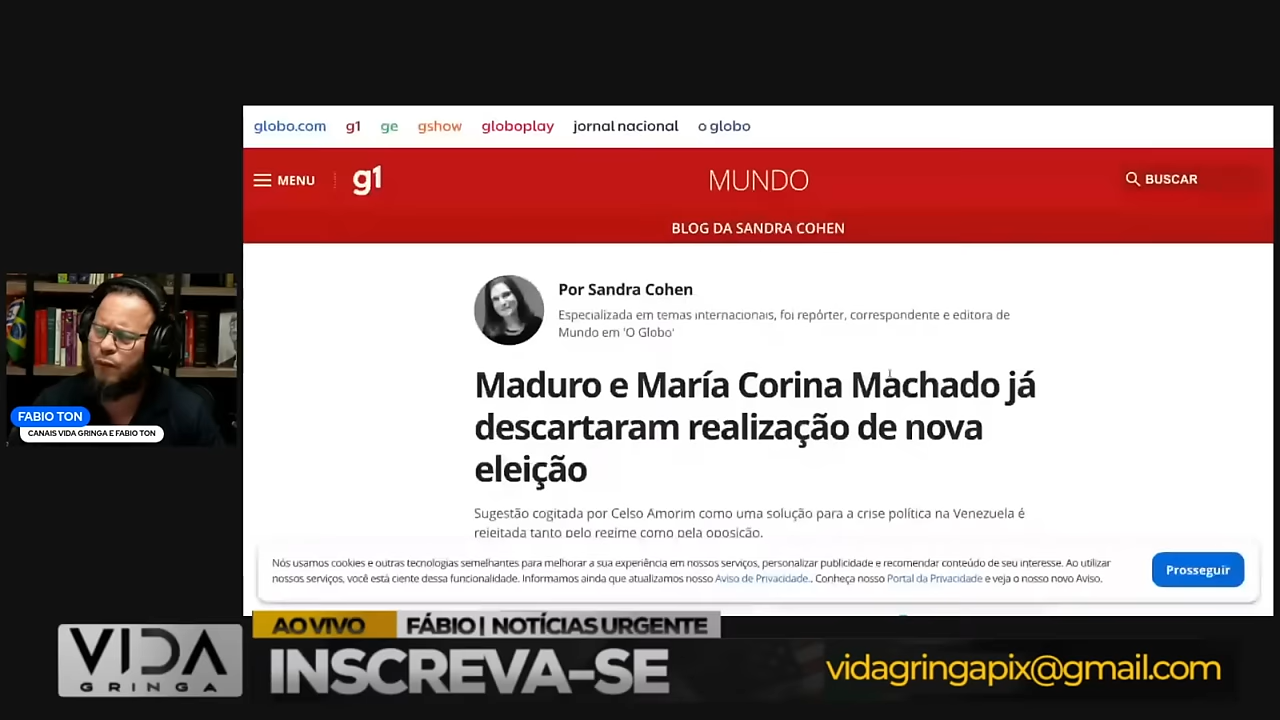 globo.com g1 ge gshow globoplay jornal nacional o globo
MENU g1 MUNDO BUSCAR
BLOG DA SANDRA COHEN
Por Sandra Cohen
Especializada em temas internacionais, foi repórter, correspondente e editora de
Mundo em 'O Globo'
Maduro e María Corina Machado já
descartaram realização de nova
eleição
Sugestão cogitada por Celso Amorim como uma solução para a crise política na Venezuela é
rejeitada tanto pelo regime como pela oposição.
Nós usamos cookies e outras tecnologias semelhantes para melhorar a sua experiência em nossos serviços, personalizar publicidade e recomendar conteúdo de seu interesse. Ao utilizar
nossos serviços, você está ciente dessa funcionalidade. Informamos ainda que atualizamos nosso Aviso de Privacidade.. Conheça nosso Portal da Privacidade e veja o nosso novo Aviso.
Prosseguir
FABIO TON
CANAIS VIDA GRINGA E FABIO TON
AO VIVO FÁBIO | NOTÍCIAS URGENTE
VIDA
GRINGA
INSCREVA-SE
vidagringapix@gmail.com